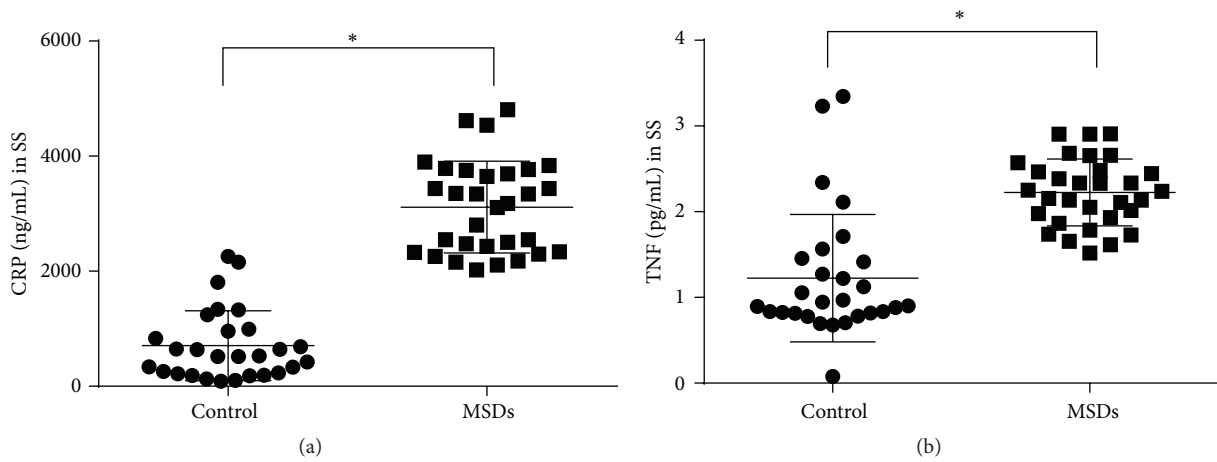 6000
4000
2000
0
CRP (ng/mL) in SS
*
Control
MSDs
(a)
4
3
2
1
0
TNF (pg/mL) in SS
*
Control
MSDs
(b)